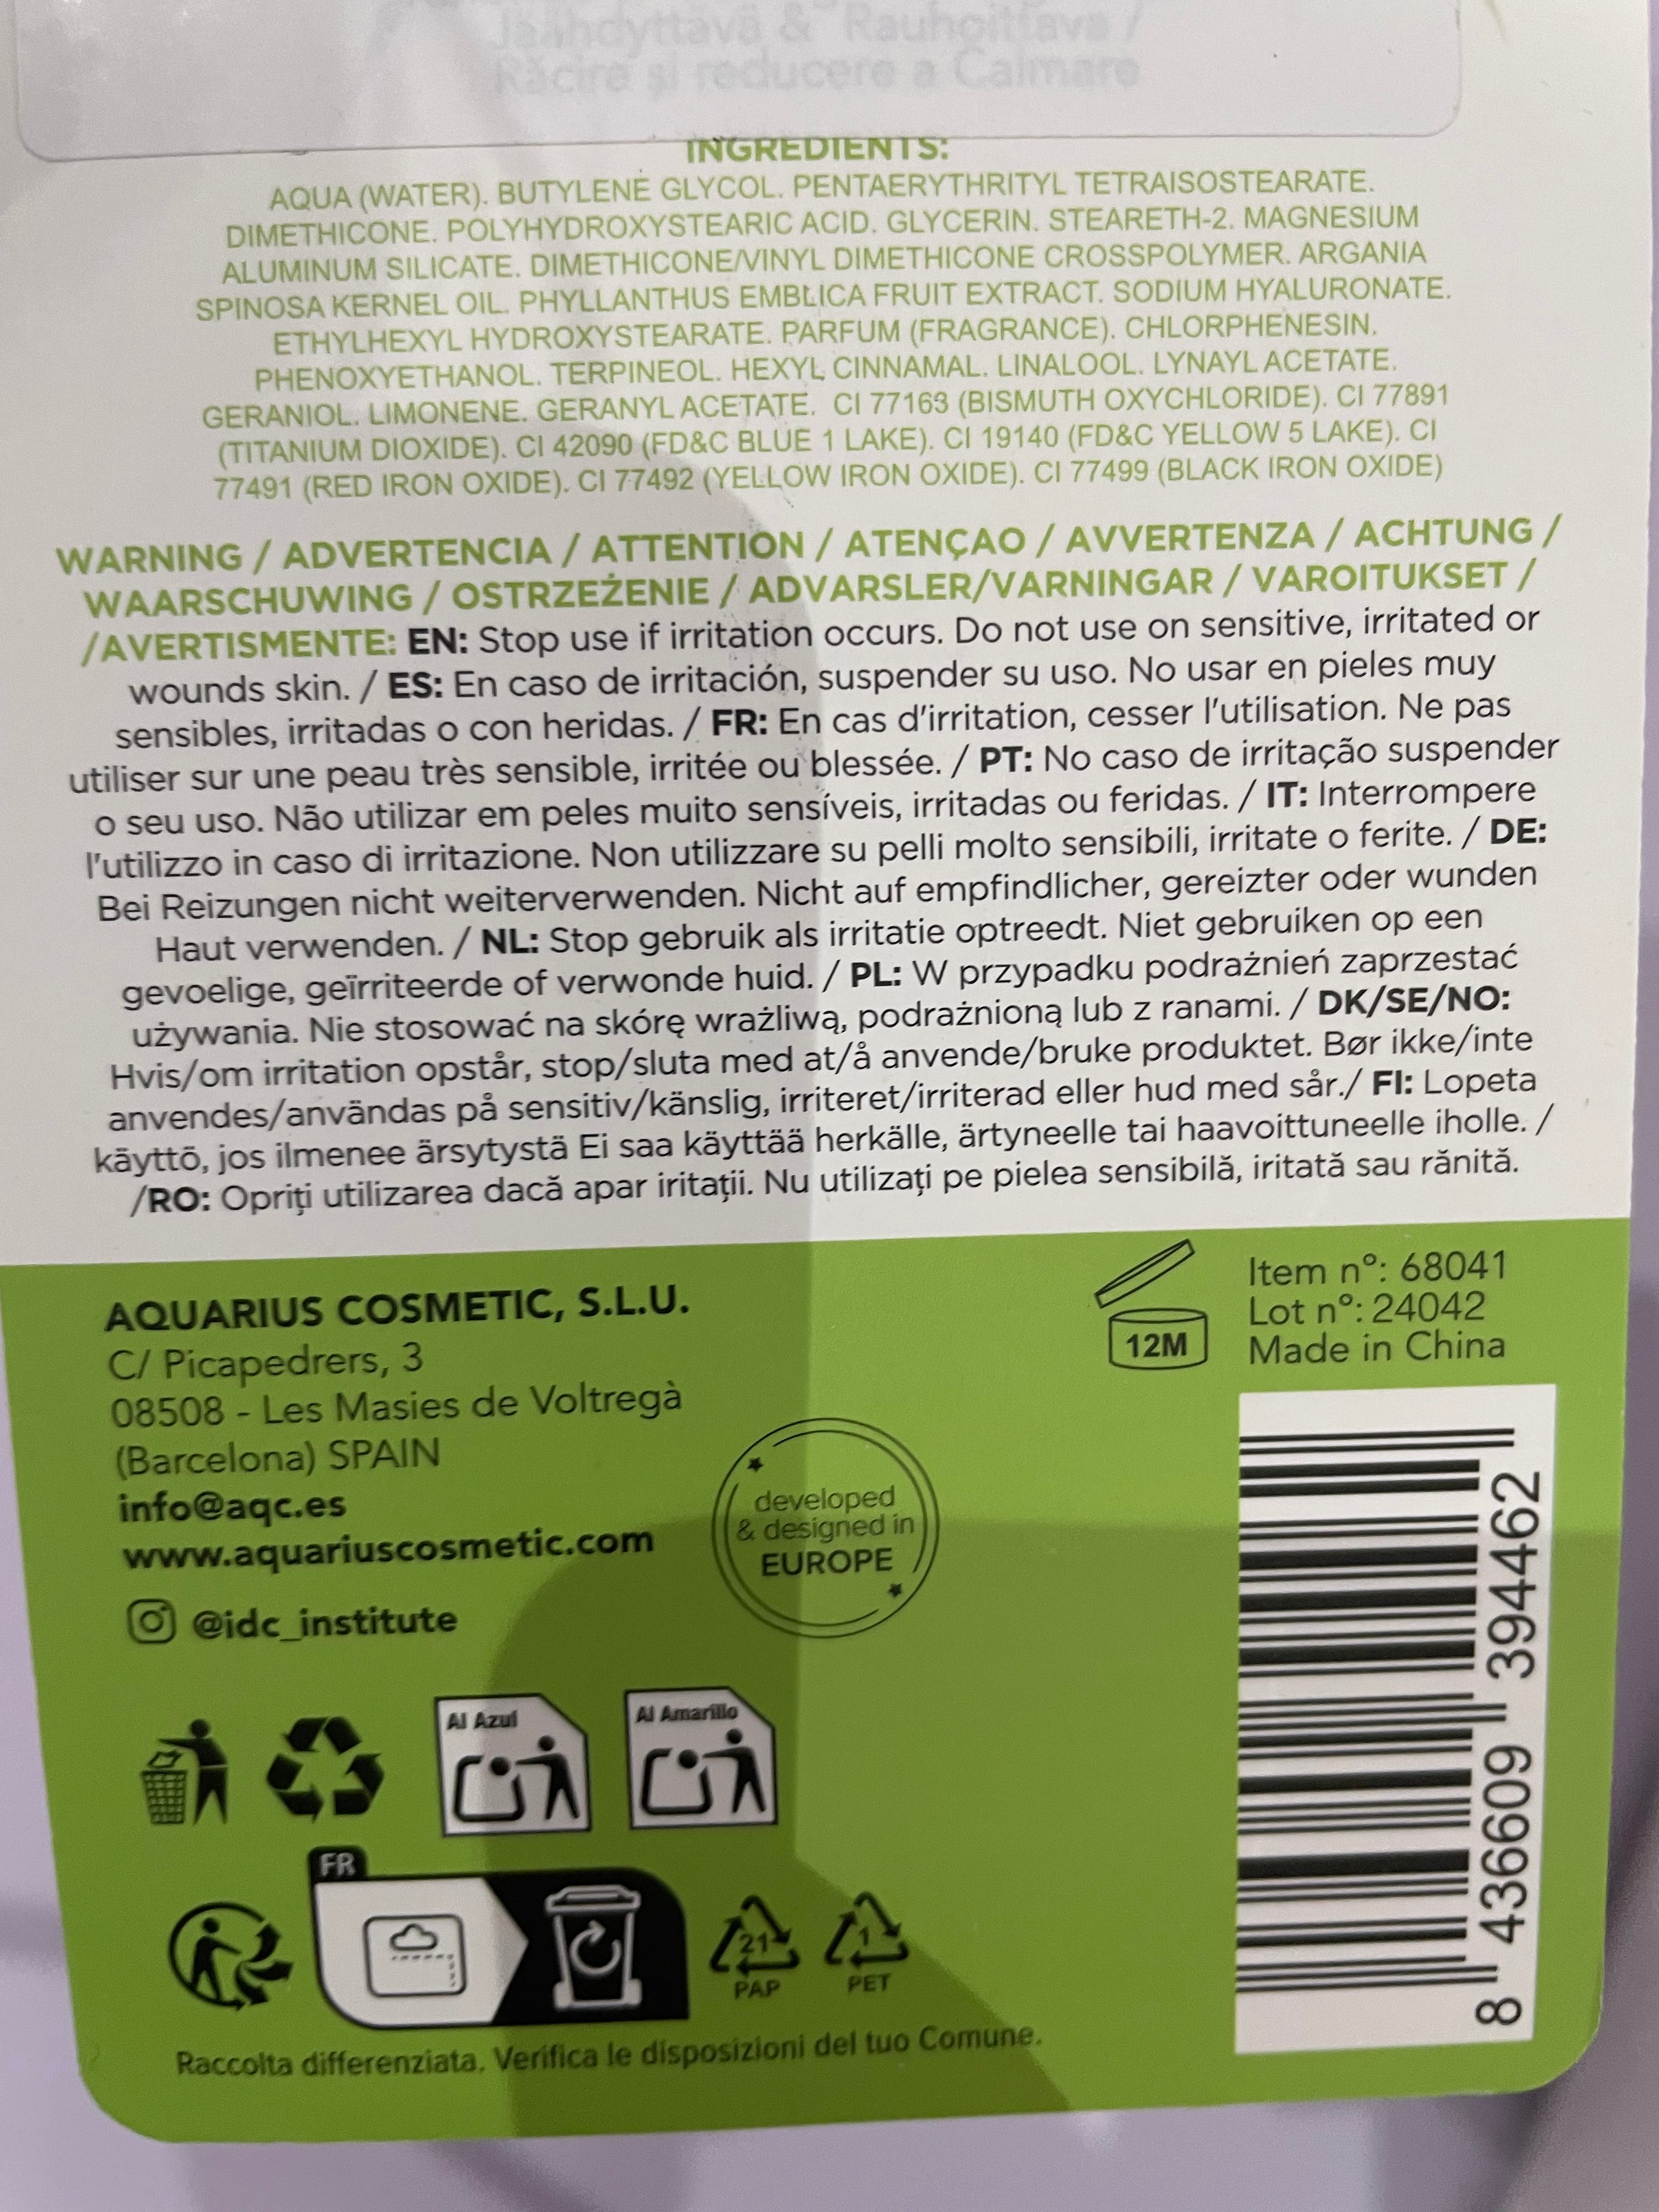 Jäähdyttävä & Rauhoittava /
Răcire și reducere a Calmare
INGREDIENTS:
AQUA (WATER). BUTYLENE GLYCOL. PENTAERYTHRITYL TETRAISOSTEARATE.
DIMETHICONE. POLYHYDROXYSTEARIC ACID. GLYCERIN. STEARETH-2. MAGNESIUM
ALUMINUM SILICATE. DIMETHICONE/VINYL DIMETHICONE CROSSPOLYMER. ARGANIA
SPINOSA KERNEL OIL. PHYLLANTHUS EMBLICA FRUIT EXTRACT. SODIUM HYALURONATE.
ETHYLHEXYL HYDROXYSTEARATE. PARFUM (FRAGRANCE). CHLORPHENESIN.
PHENOXYETHANOL. TERPINEOL. HEXYL CINNAMAL. LINALOOL. LYNAYL ACETATE.
GERANIOL. LIMONENE. GERANYL ACETATE. CI 77163 (BISMUTH OXYCHLORIDE). CI 77891
(TITANIUM DIOXIDE). CI 42090 (FD&C BLUE 1 LAKE). CI 19140 (FD&C YELLOW 5 LAKE). CI
77491 (RED IRON OXIDE). CI 77492 (YELLOW IRON OXIDE). CI 77499 (BLACK IRON OXIDE)
WARNING / ADVERTENCIA / ATTENTION / ATENÇAO / AVVERTENZA / ACHTUNG /
WAARSCHUWING / OSTRZEŻENIE / ADVARSLER/VARNINGAR / VAROITUKSET /
/AVERTISMENTE: EN: Stop use if irritation occurs. Do not use on sensitive, irritated or
wounds skin. / ES: En caso de irritación, suspender su uso. No usar en pieles muy
sensibles, irritadas o con heridas. / FR: En cas d'irritation, cesser l'utilisation. Ne pas
utiliser sur une peau très sensible, irritée ou blessée. / PT: No caso de irritação suspender
o seu uso. Não utilizar em peles muito sensíveis, irritadas ou feridas. / IT: Interrompere
l'utilizzo in caso di irritazione. Non utilizzare su pelli molto sensibili, irritate o ferite. / DE:
Bei Reizungen nicht weiterverwenden. Nicht auf empfindlicher, gereizter oder wunden
Haut verwenden. / NL: Stop gebruik als irritatie optreedt. Niet gebruiken op een
gevoelige, geïrriteerde of verwonde huid. / PL: W przypadku podrażnień zaprzestać
używania. Nie stosować na skórę wrażliwą, podrażnioną lub z ranami. / DK/SE/NO:
Hvis/om irritation opstår, stop/sluta med at/å anvende/bruke produktet. Bør ikke/inte
anvendes/användas på sensitiv/känslig, irriteret/irriterad eller hud med sår./ FI: Lopeta
käyttö, jos ilmenee ärsytystä Ei saa käyttää herkälle, ärtyneelle tai haavoittuneelle iholle. /
/RO: Opriți utilizarea dacă apar iritații. Nu utilizați pe pielea sensibilă, iritată sau rănită.
AQUARIUS COSMETIC, S.L.U.
C/ Picapedrers, 3
08508 - Les Masies de Voltregà
(Barcelona) SPAIN
info@aqc.es
www.aquariuscosmetic.com
@idc_institute
12M
Item nº: 68041
Lot nº: 24042
Made in China
developed
& designed in
EUROPE
8 436609 394462
Al Azul
Al Amarillo
FR
21
PAP
1
PET
Raccolta differenziata. Verifica le disposizioni del tuo Comune.